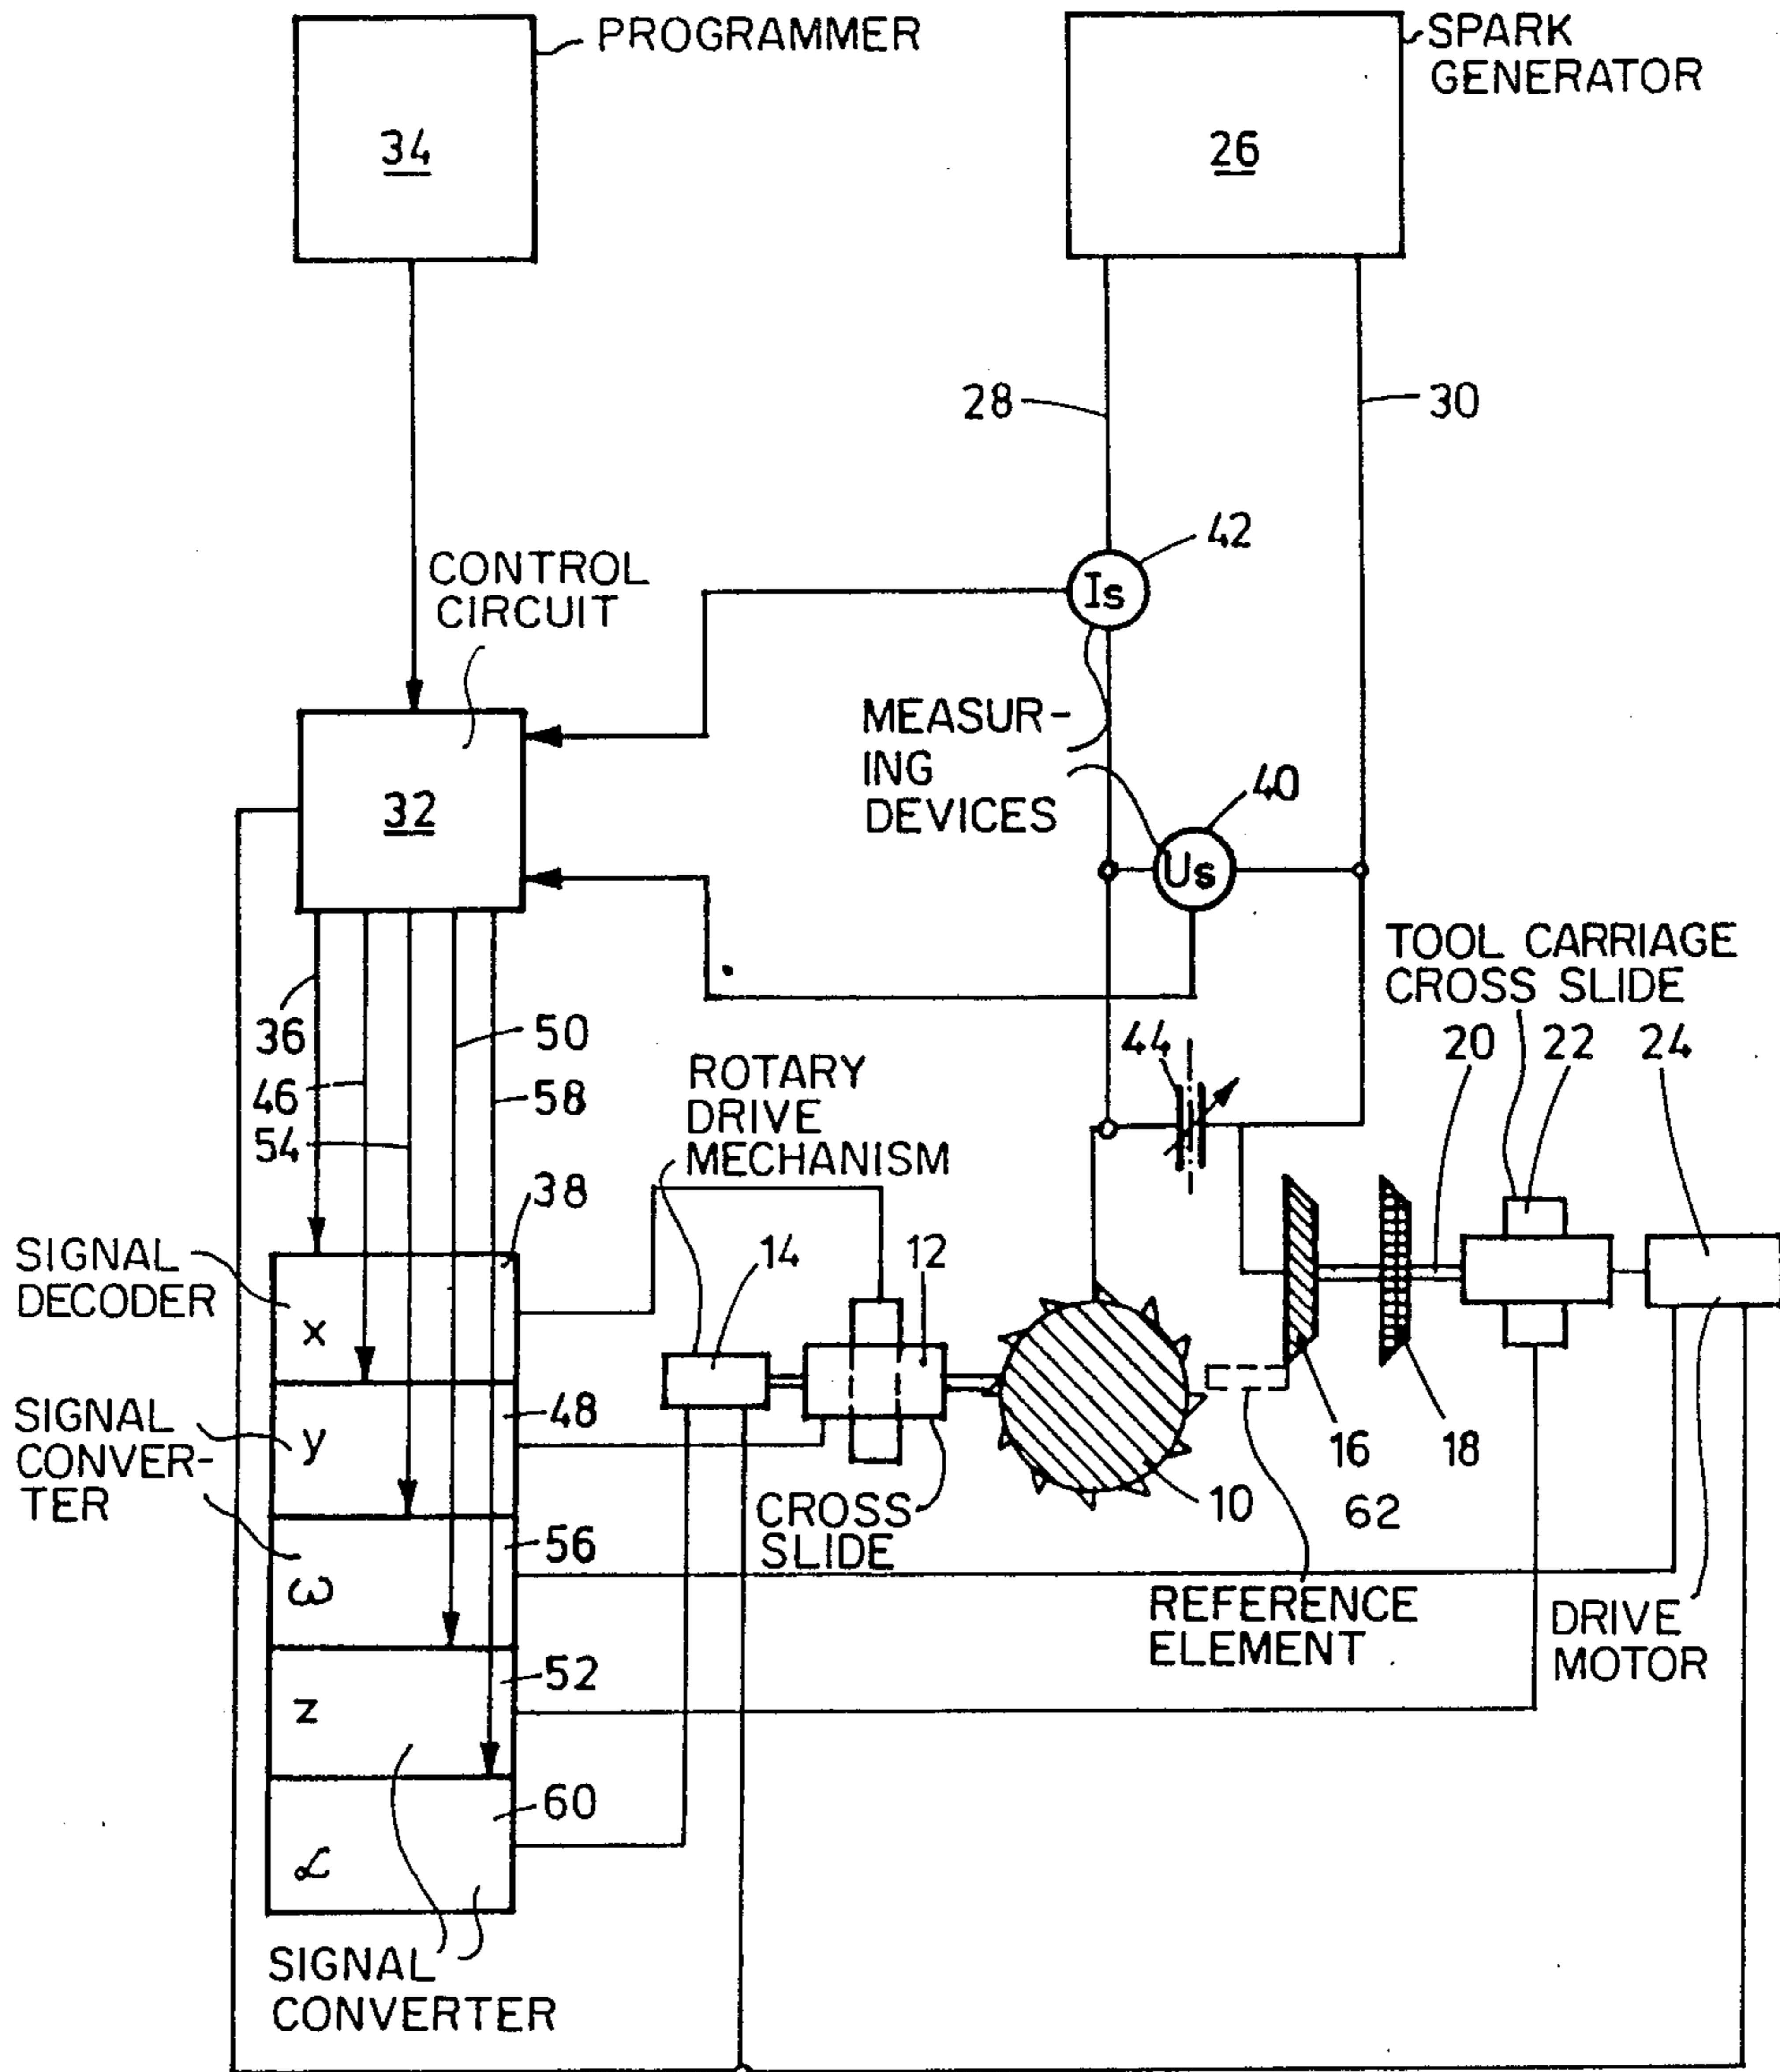 PROGRAMMER
SPARK
GENERATOR
34
26
28
30
42
CONTROL
CIRCUIT
Is
MEASUR-
ING
DEVICES
40
32
Us
TOOL CARRIAGE
CROSS SLIDE
36
50
44
20
22
24
46
58
ROTARY
DRIVE
MECHANISM
54
38
SIGNAL
DECODER
14
12
x
SIGNAL
CONVER-
TER
y
48
16
18
10
62
CROSS
SLIDE
56
ω
REFERENCE
ELEMENT
DRIVE
MOTOR
z
52
60
α
SIGNAL
CONVERTER